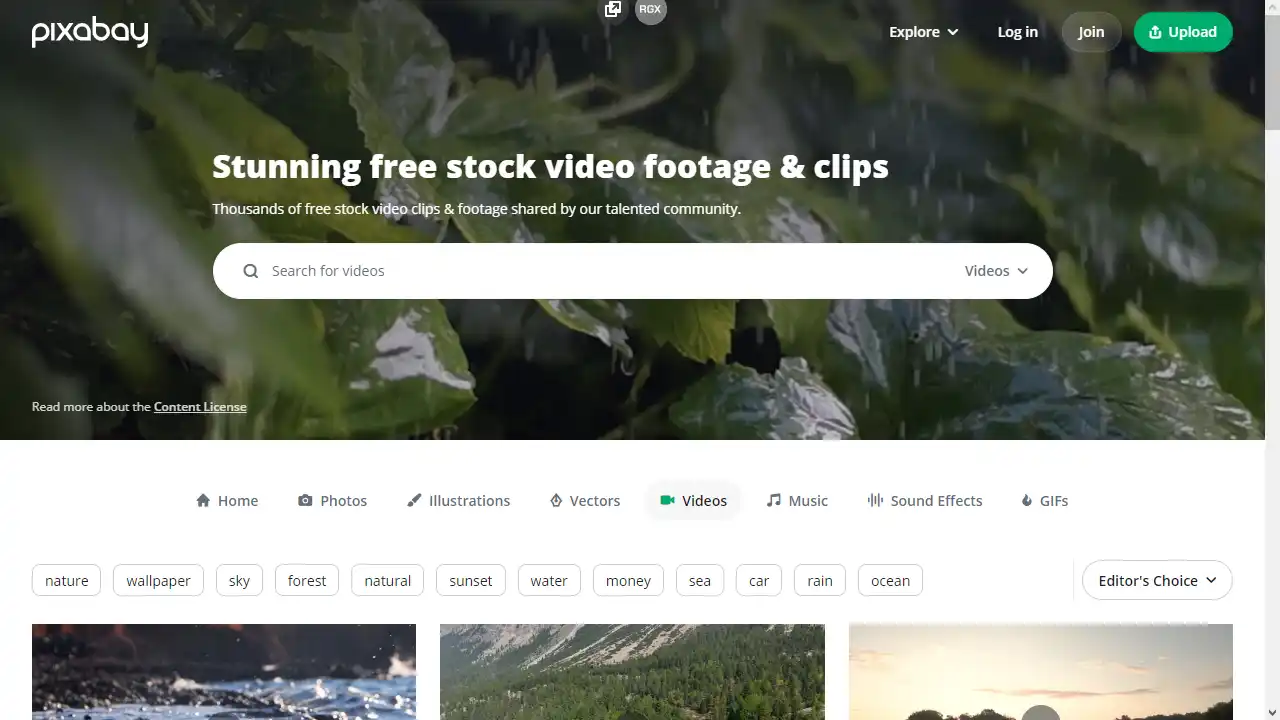 pixabay
RGX
Explore
Log in
Join
Upload
Stunning free stock video footage & clips
Thousands of free stock video clips & footage shared by our talented community.
Search for videos
Videos
Read more about the Content License
Home
Photos
Illustrations
Vectors
Videos
Music
Sound Effects
GIFs
nature
wallpaper
sky
forest
natural
sunset
water
money
sea
car
rain
ocean
Editor's Choice